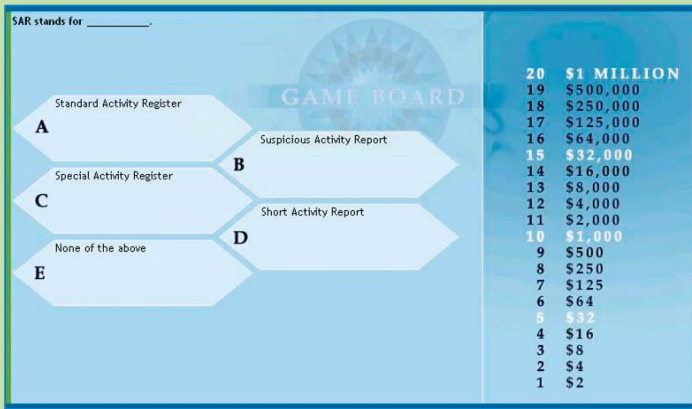 SAR stands for __________.
GAME BOARD
Standard Activity Register
A
Suspicious Activity Report
B
Special Activity Register
C
Short Activity Report
D
None of the above
E
20 $1 MILLION
19 $500,000
18 $250,000
17 $125,000
16 $64,000
15 $32,000
14 $16,000
13 $8,000
12 $4,000
11 $2,000
10 $1,000
9 $500
8 $250
7 $125
6 $64
5 $32
4 $16
3 $8
2 $4
1 $2